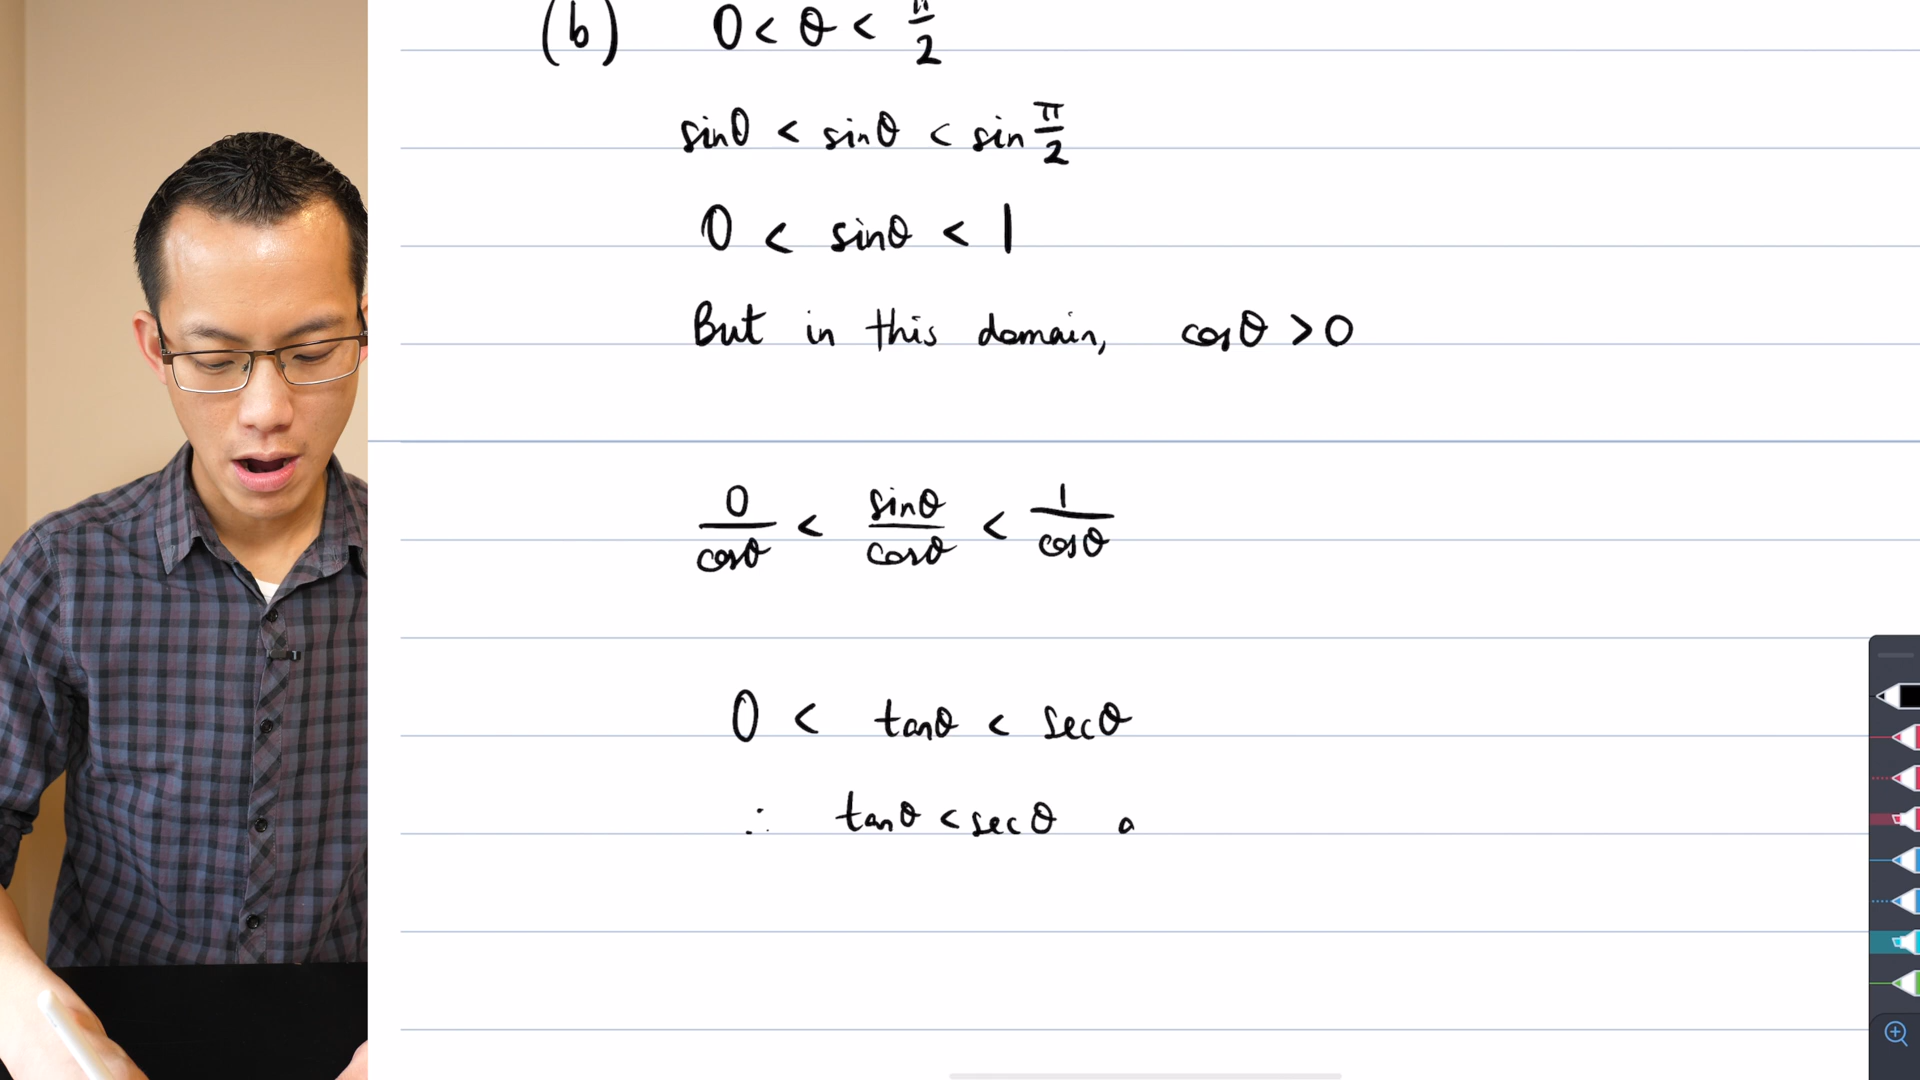 (b) 0 < θ < π/2
sin0 < sinθ < sin π/2
0 < sinθ < 1
But in this domain, cosθ > 0
0/cosθ < sinθ/cosθ < 1/cosθ
0 < tanθ < secθ
∴ tanθ < secθ a